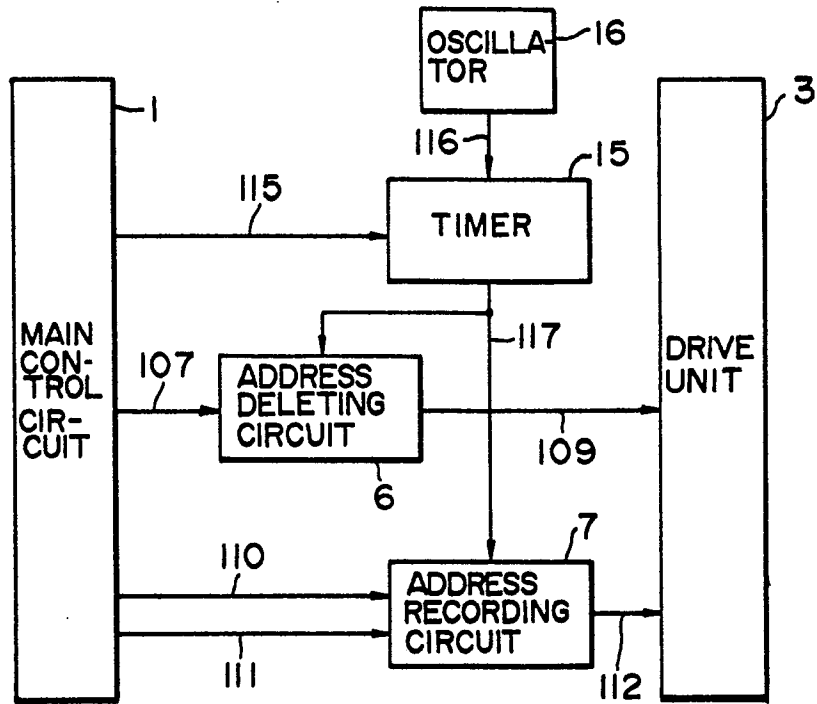 OSCILLA
TOR
16
1
3
116
15
115
TIMER
117
MAIN
CON-
TROL
CIR-
CUIT
107
ADDRESS
DELETING
CIRCUIT
6
109
DRIVE
UNIT
7
110
111
ADDRESS
RECORDING
CIRCUIT
112